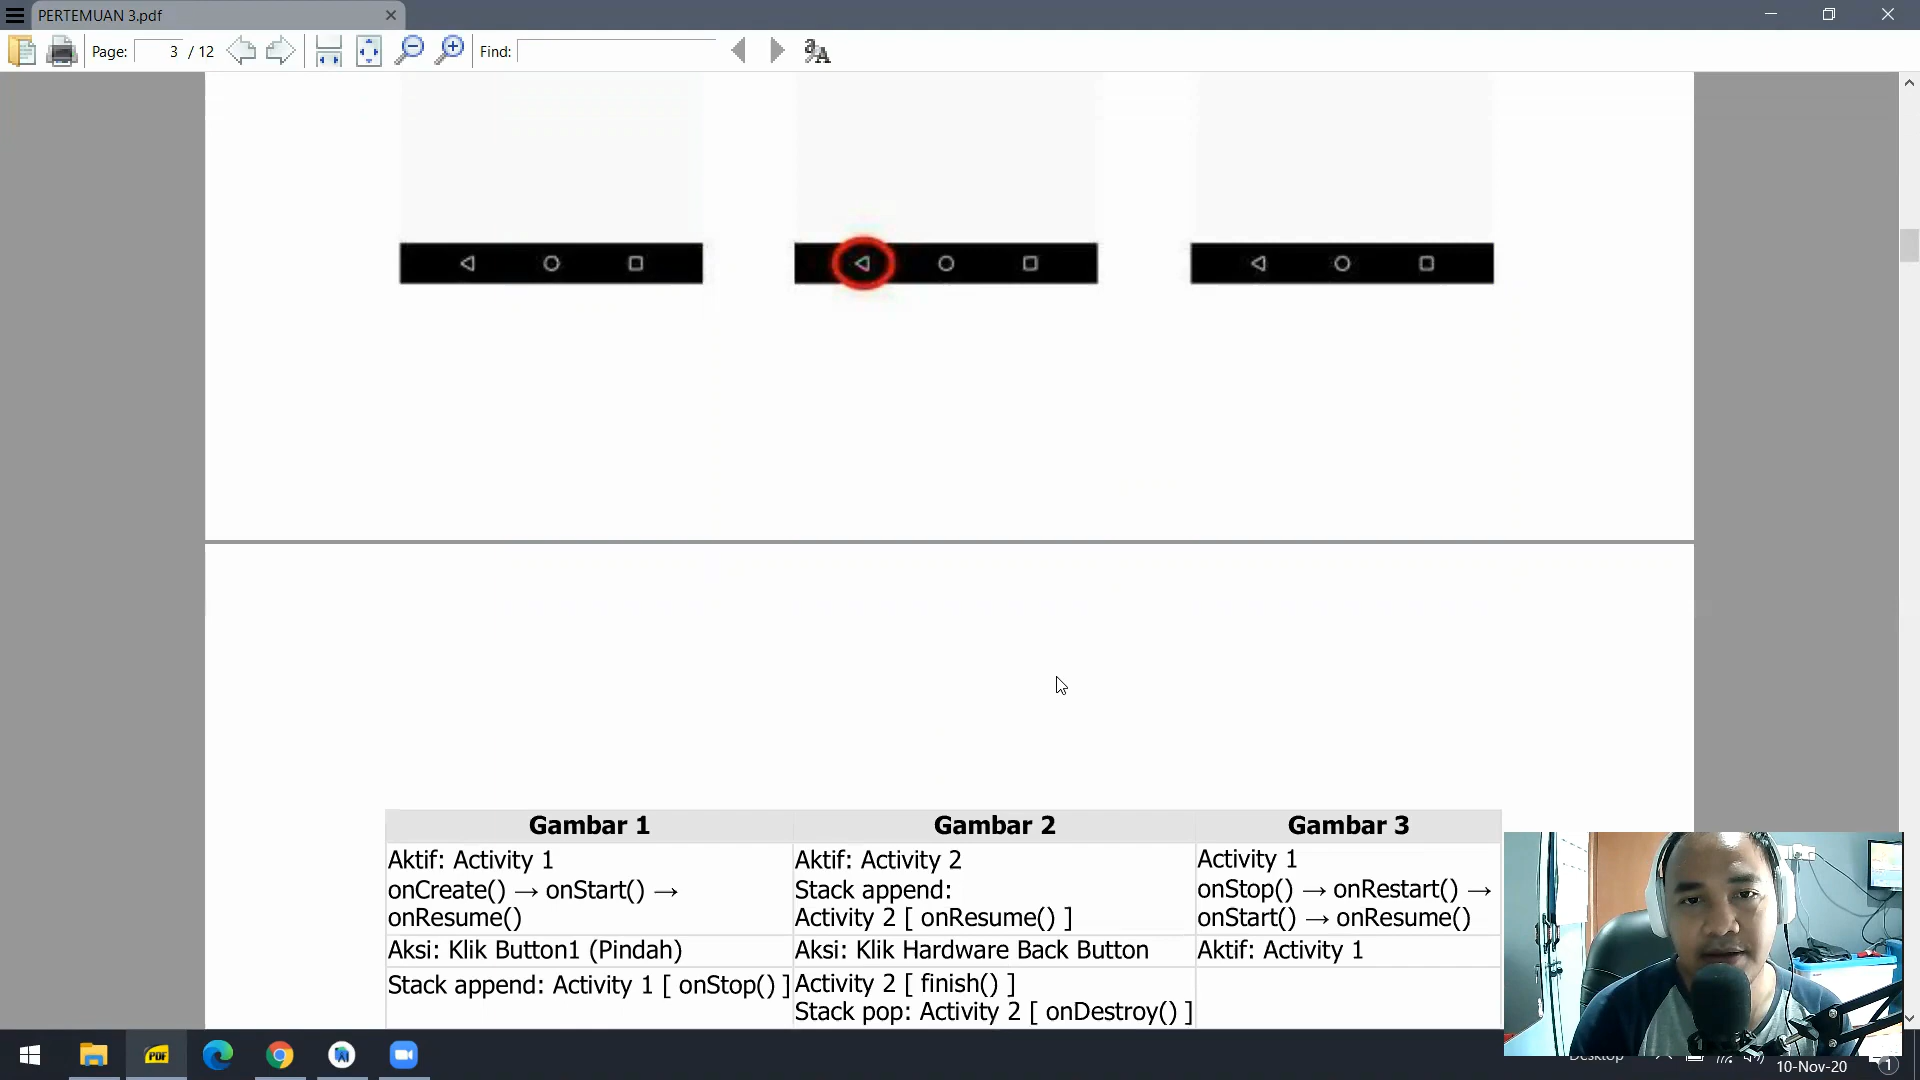 PERTEMUAN 3.pdf
Page: 3 / 12 Find:
Gambar 1 Gambar 2 Gambar 3
Aktif: Activity 1
onCreate() → onStart() →
onResume()
Aktif: Activity 2
Stack append:
Activity 2 [ onResume() ]
Activity 1
onStop() → onRestart() →
onStart() → onResume()
Aksi: Klik Button1 (Pindah)
Aksi: Klik Hardware Back Button
Aktif: Activity 1
Stack append: Activity 1 [ onStop() ]
Activity 2 [ finish() ]
Stack pop: Activity 2 [ onDestroy() ]
PDF
Desktop
10-Nov-20
1